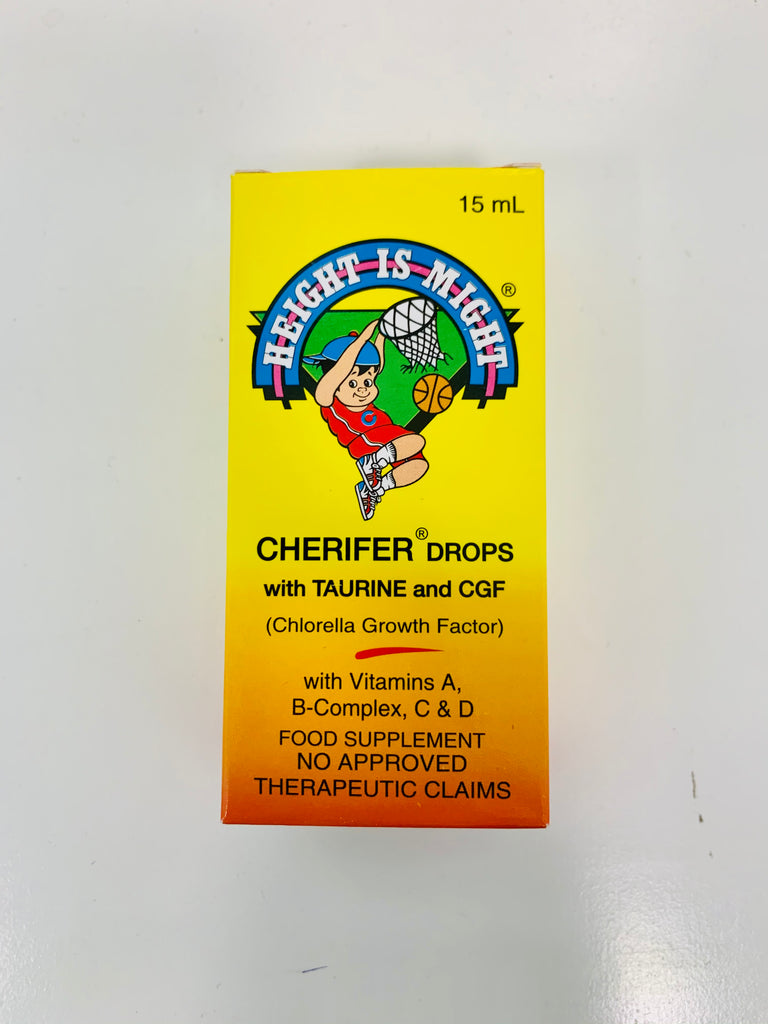 15 mL
HEIGHT IS MIGHT ®
C
CHERIFER® DROPS
with TAURINE and CGF
(Chlorella Growth Factor)
with Vitamins A,
B-Complex, C & D
FOOD SUPPLEMENT
NO APPROVED
THERAPEUTIC CLAIMS